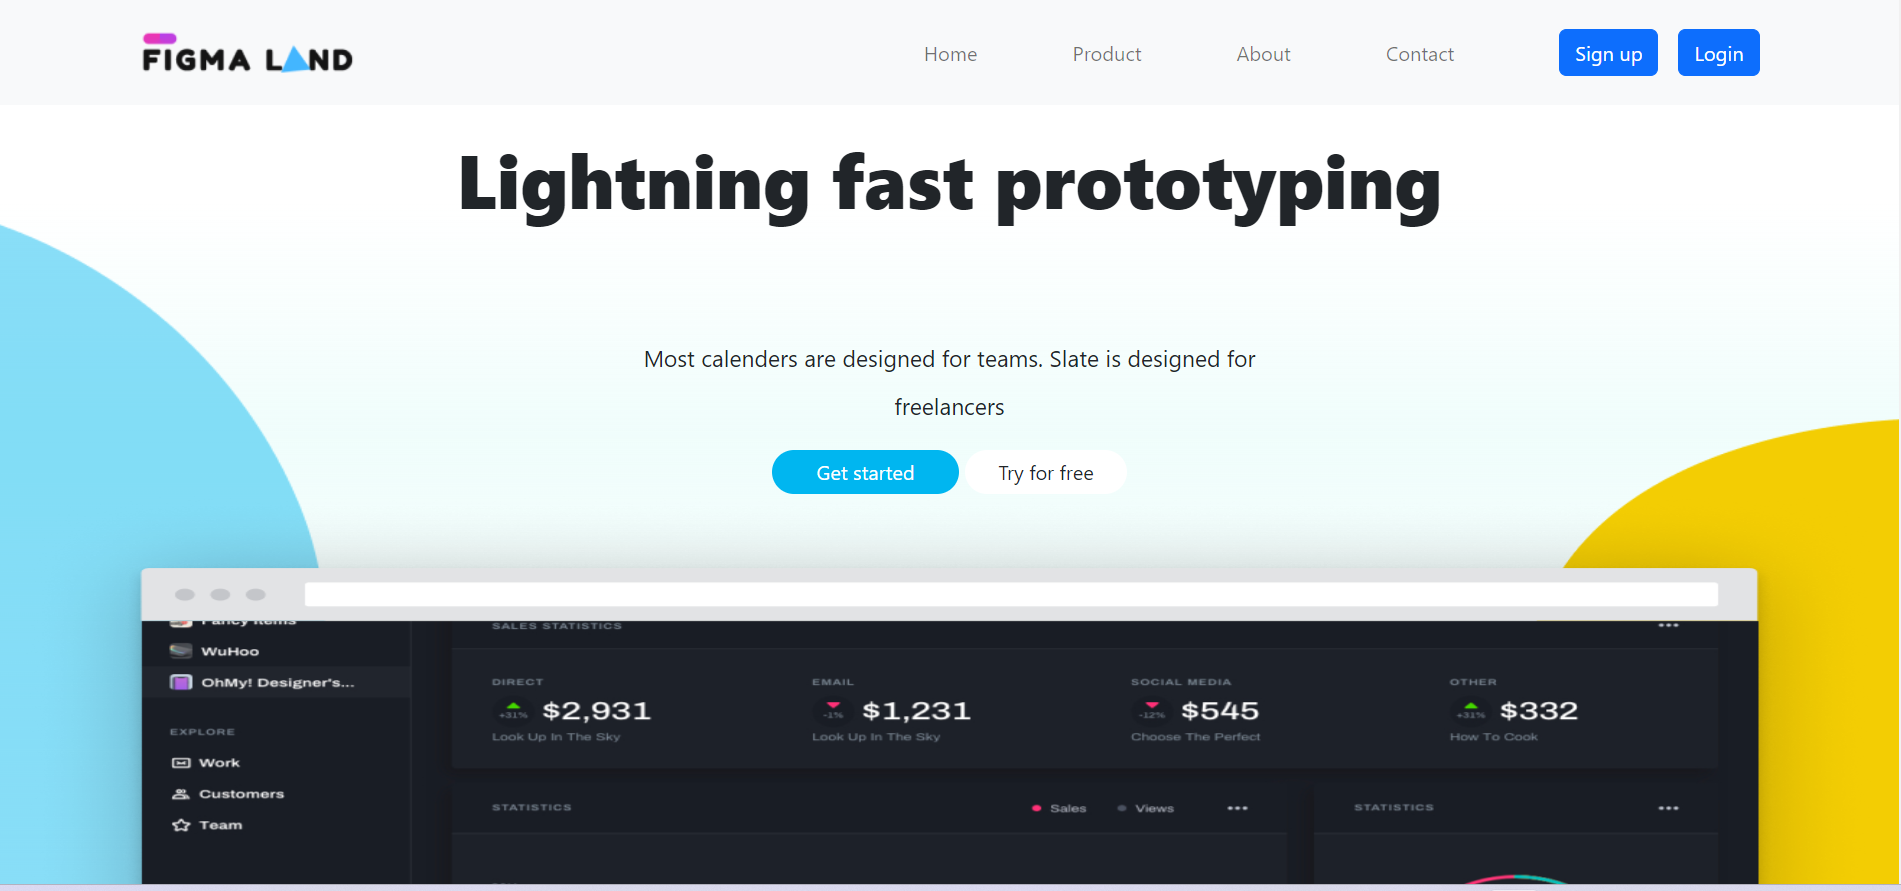 FIGMA LAND
Home Product About Contact Sign up Login
Lightning fast prototyping
Most calenders are designed for teams. Slate is designed for
freelancers
Get started Try for free
Fancy Items
WuHoo
OhMy! Designer's...
EXPLORE
Work
Customers
Team
SALES STATISTICS
DIRECT
+31% $2,931
Look Up In The Sky
EMAIL
-1% $1,231
Look Up In The Sky
SOCIAL MEDIA
-12% $545
Choose The Perfect
OTHER
+31% $332
How To Cook
STATISTICS Sales Views
STATISTICS